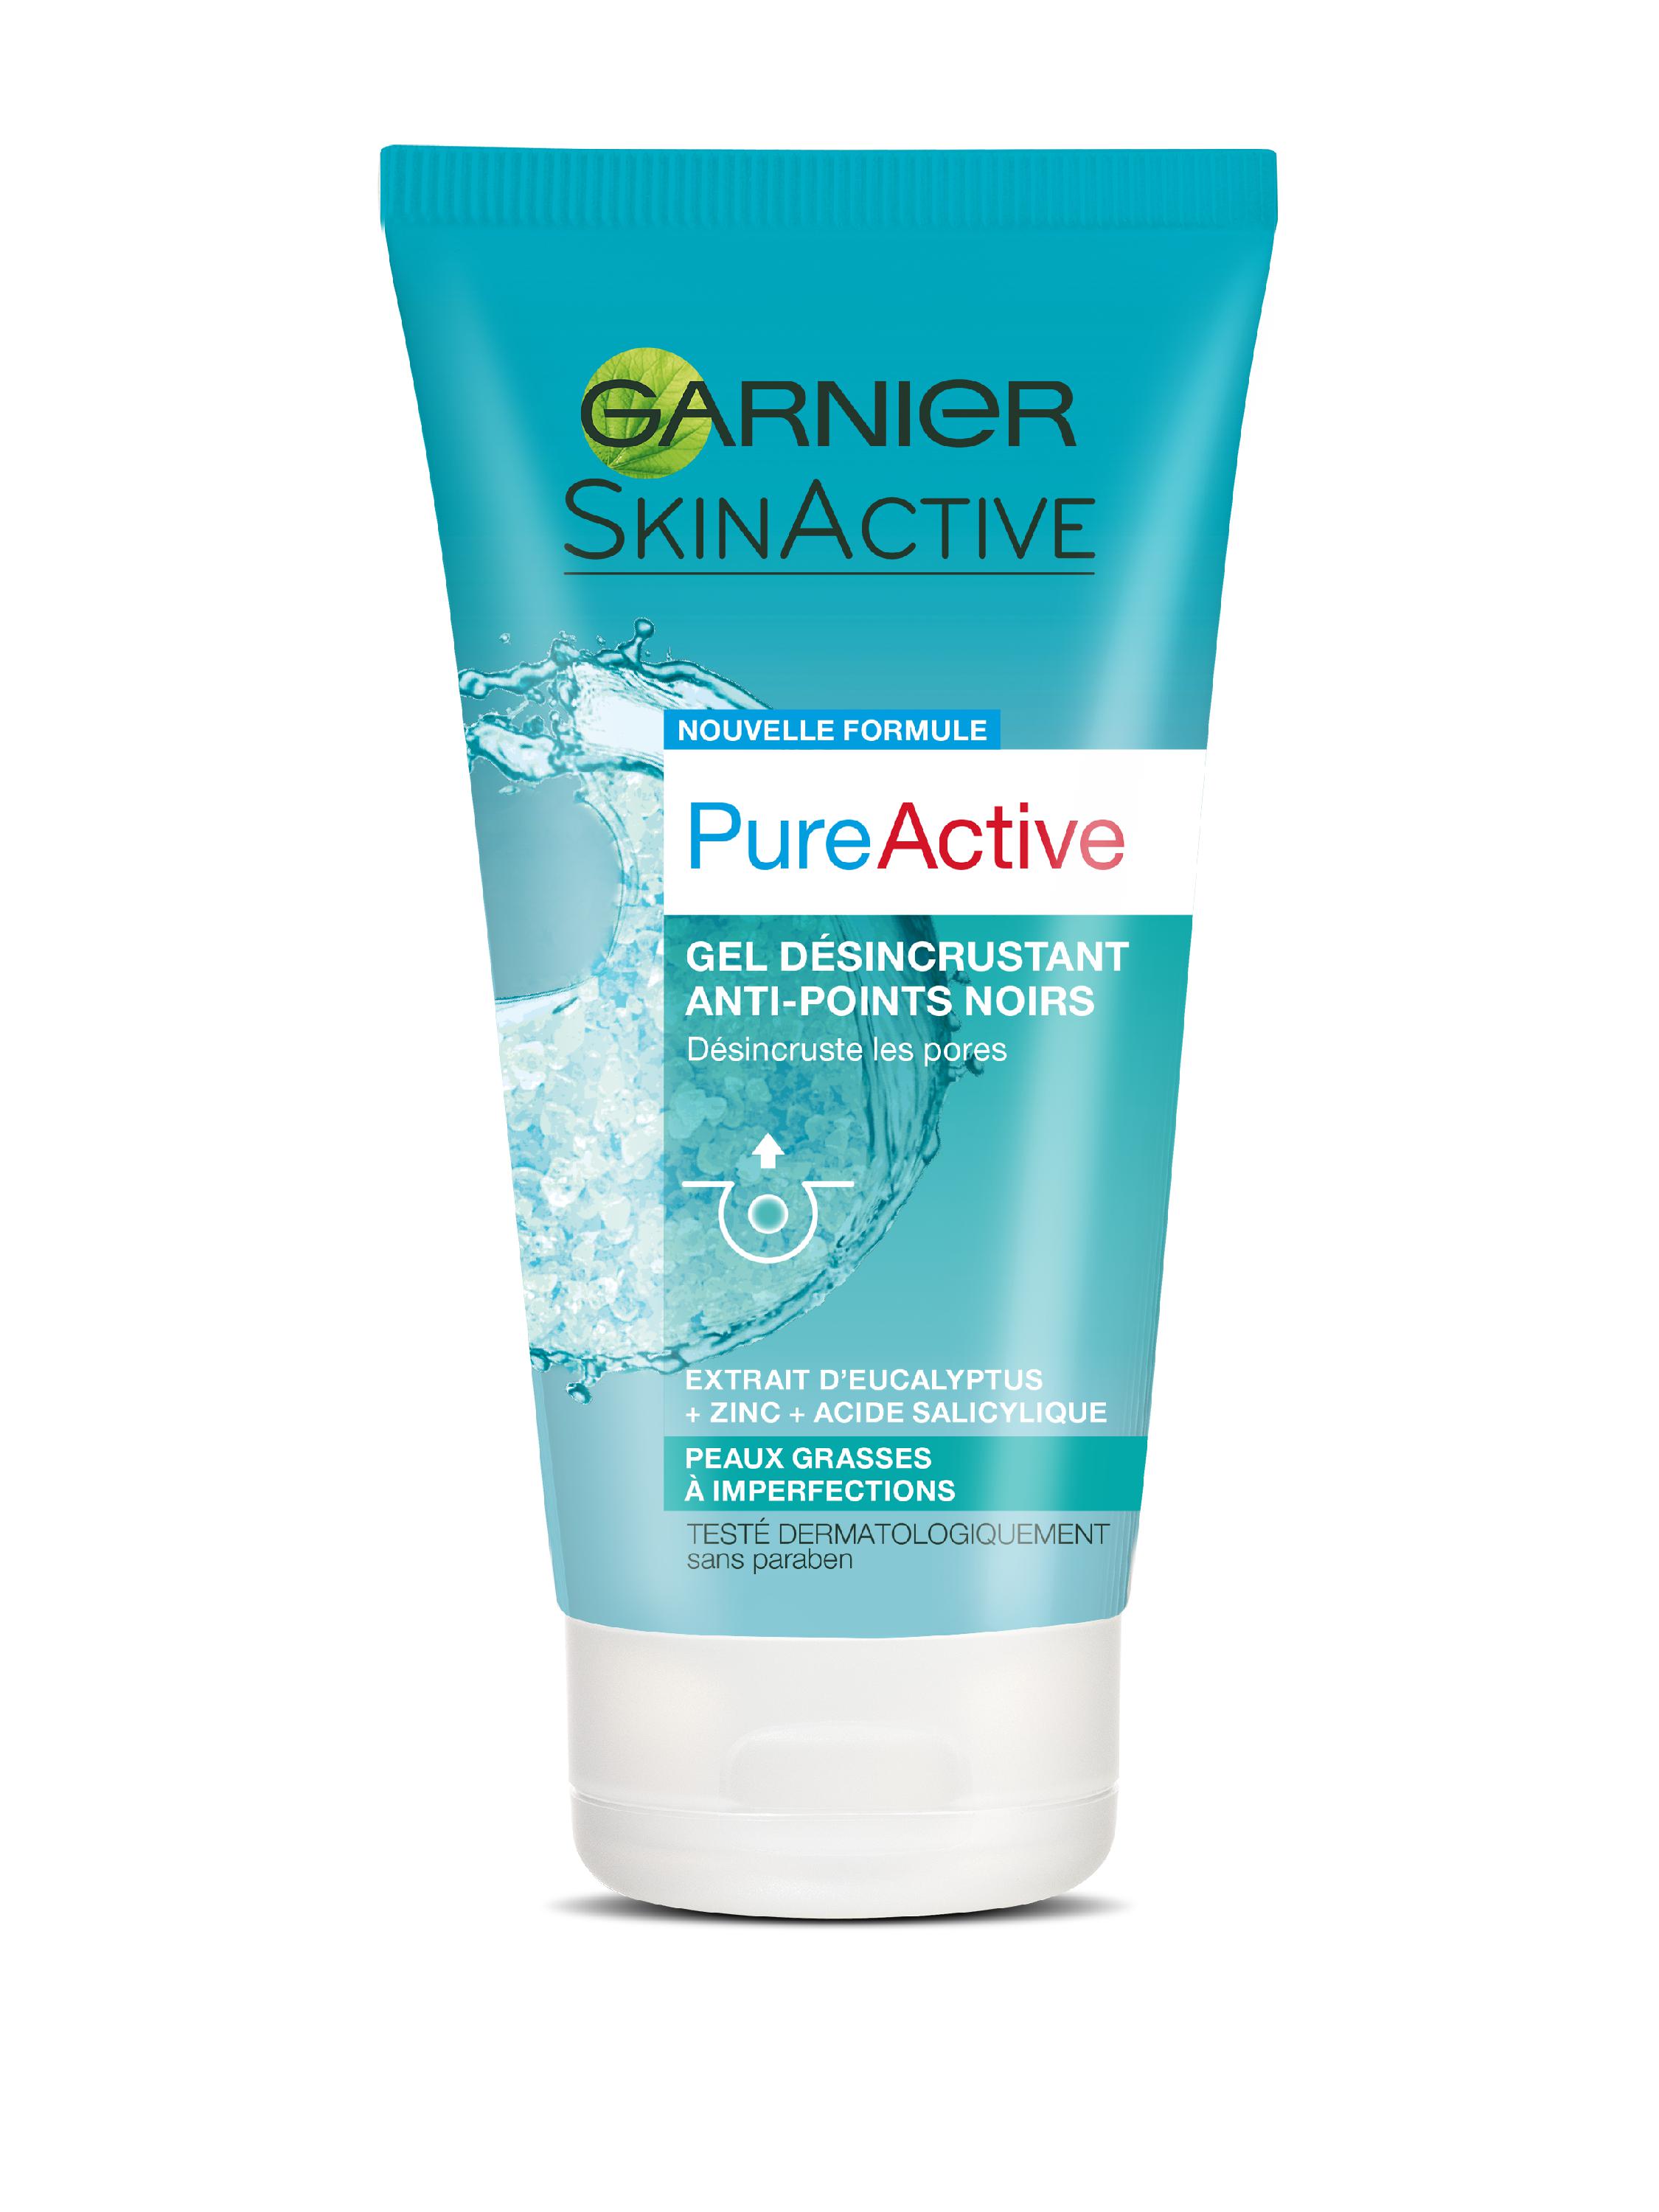 GARNIER
SKINACTIVE
NOUVELLE FORMULE
PureActive
GEL DÉSINCRUSTANT
ANTI-POINTS NOIRS
Désincruste les pores
EXTRAIT D'EUCALYPTUS
+ ZINC + ACIDE SALICYLIQUE
PEAUX GRASSES
À IMPERFECTIONS
TESTÉ DERMATOLOGIQUEMENT
sans paraben